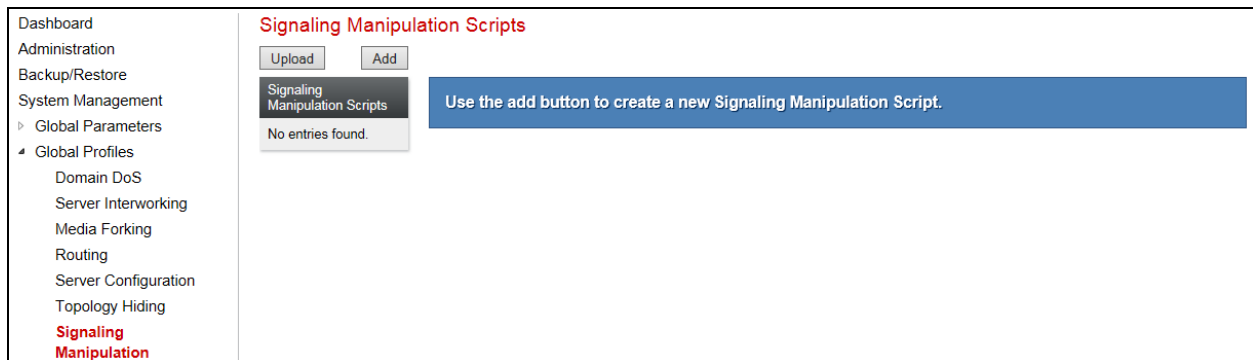 Dashboard
Administration
Backup/Restore
System Management
Global Parameters
Global Profiles
Domain DoS
Server Interworking
Media Forking
Routing
Server Configuration
Topology Hiding
Signaling
Manipulation
Signaling Manipulation Scripts
Upload Add
Signaling
Manipulation Scripts
No entries found.
Use the add button to create a new Signaling Manipulation Script.